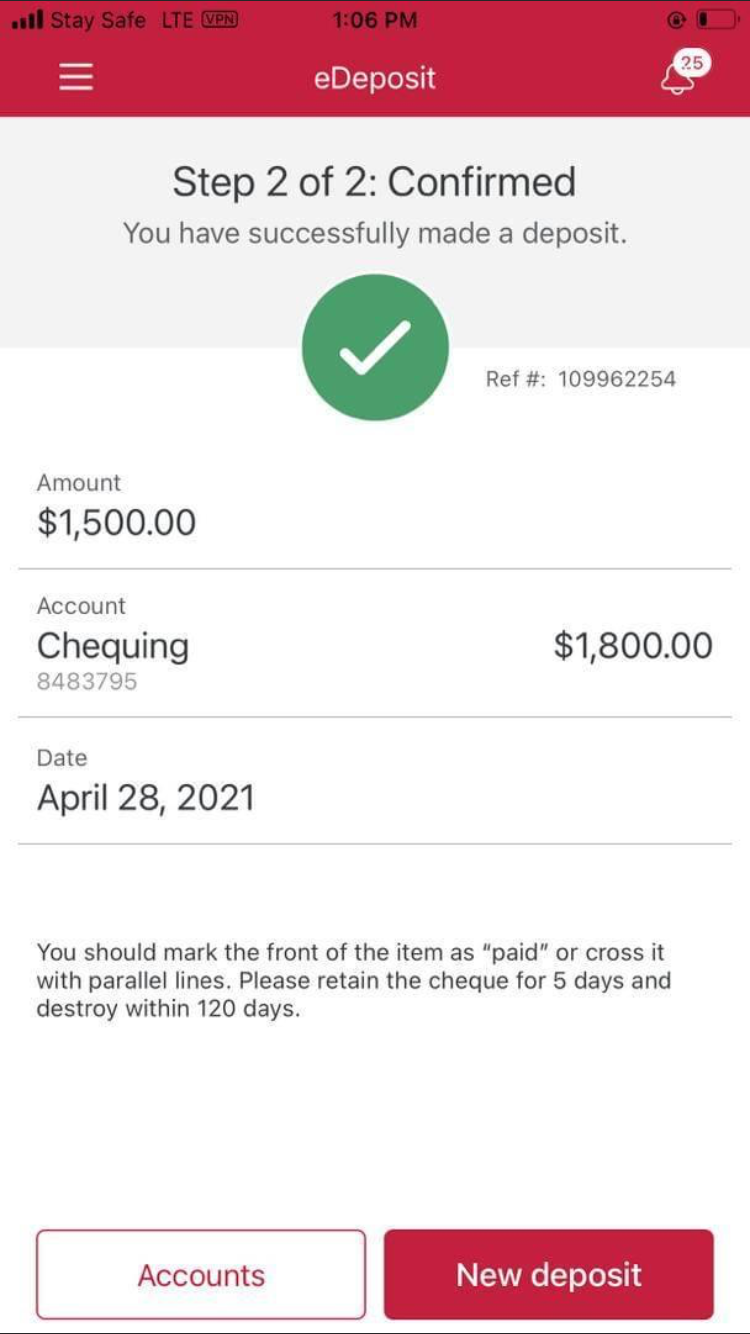 Stay Safe LTE VPN 1:06 PM
eDeposit
25
Step 2 of 2: Confirmed
You have successfully made a deposit.
Ref #: 109962254
Amount
$1,500.00
Account
Chequing $1,800.00
8483795
Date
April 28, 2021
You should mark the front of the item as “paid” or cross it
with parallel lines. Please retain the cheque for 5 days and
destroy within 120 days.
Accounts New deposit